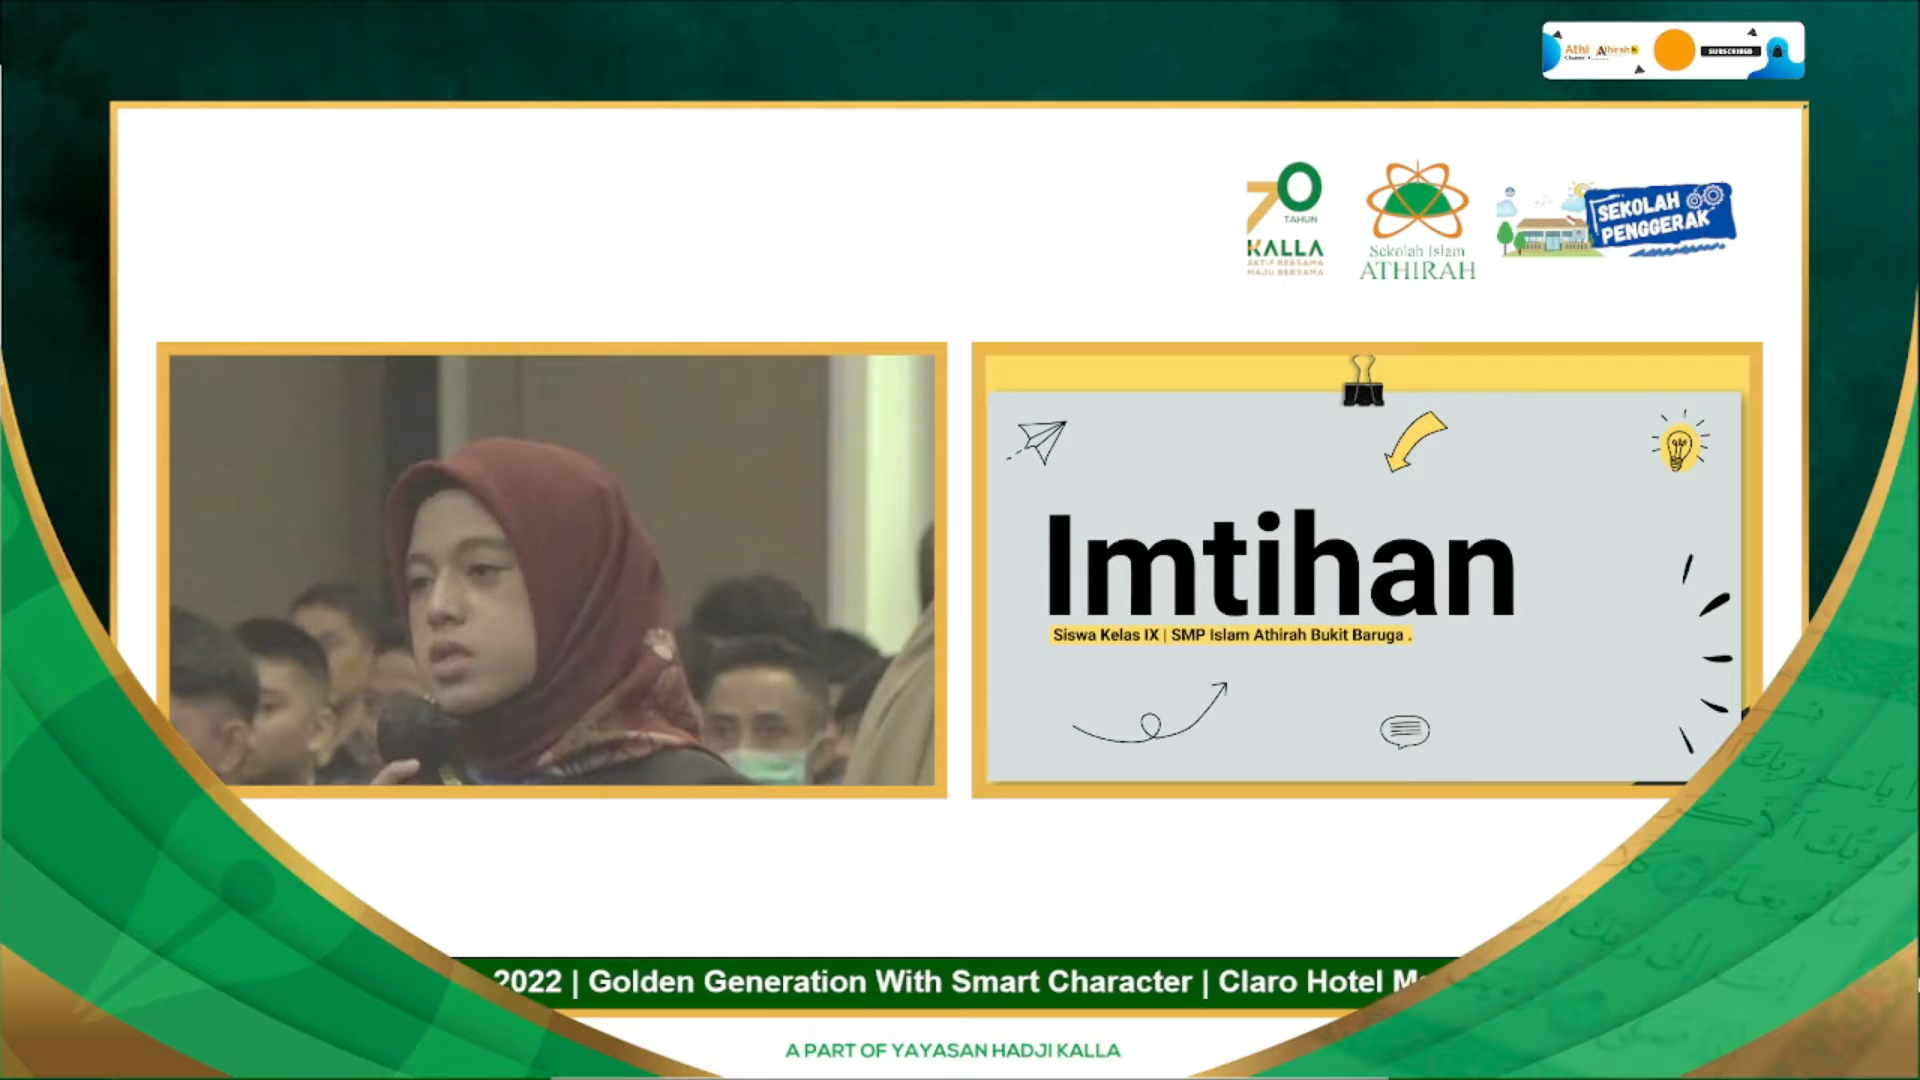 Athirah
SUBSCRIBED
70
TAHUN
KALLA
AKTIF BERSAMA
MAJU BERSAMA
Sekolah Islam
ATHIRAH
SEKOLAH
PENGGERAK
Imtihan
Siswa Kelas IX | SMP Islam Athirah Bukit Baruga .
2022 | Golden Generation With Smart Character | Claro Hotel
A PART OF YAYASAN HADJI KALLA